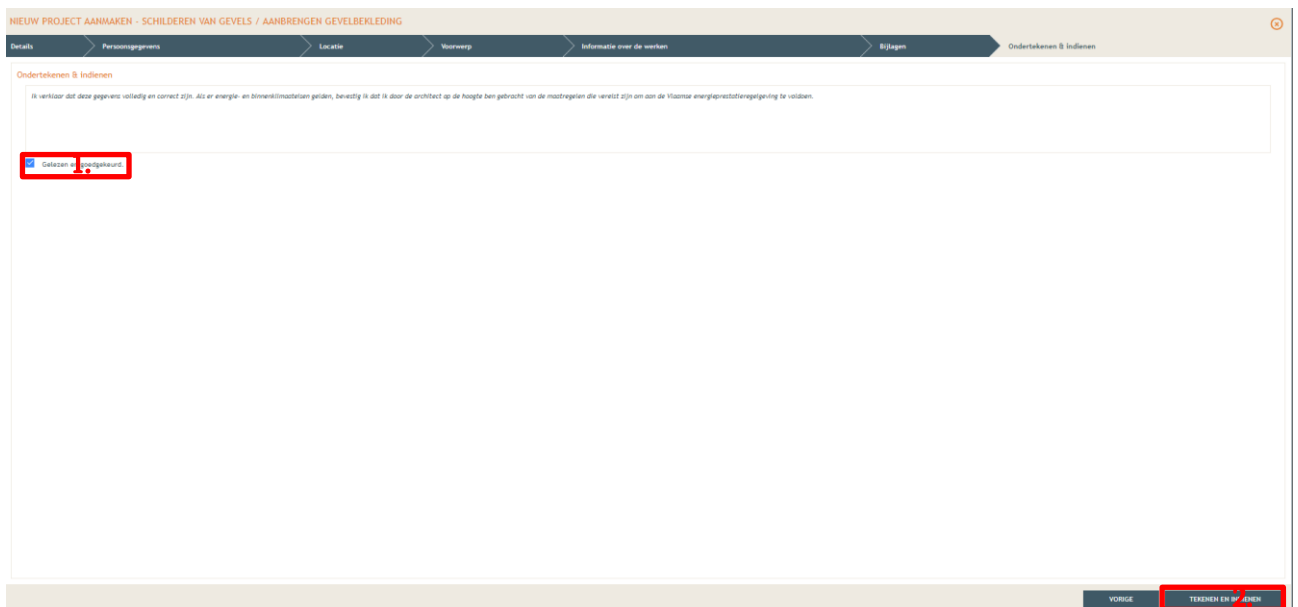 NIEUW PROJECT AANMAKEN - SCHILDEREN VAN GEVELS / AANBRENGEN GEVELBEKLEDING
Details Persoonsgegevens Locatie Voorwerp Informatie over de werken Bijlagen Ondertekenen & Indienen
Ondertekenen & Indienen
Ik verklaar dat deze gegevens volledig en correct zijn. Als er energie- en binnenklimaateisen gelden, bevestig ik dat ik door de architect op de hoogte ben gebracht van de maatregelen die vereist zijn om aan de Vlaamse energieprestatieregelgeving te voldoen.
Gelezen en goedgekeurd.
1.
VORIGE TEKENEN EN INDIENEN
2.